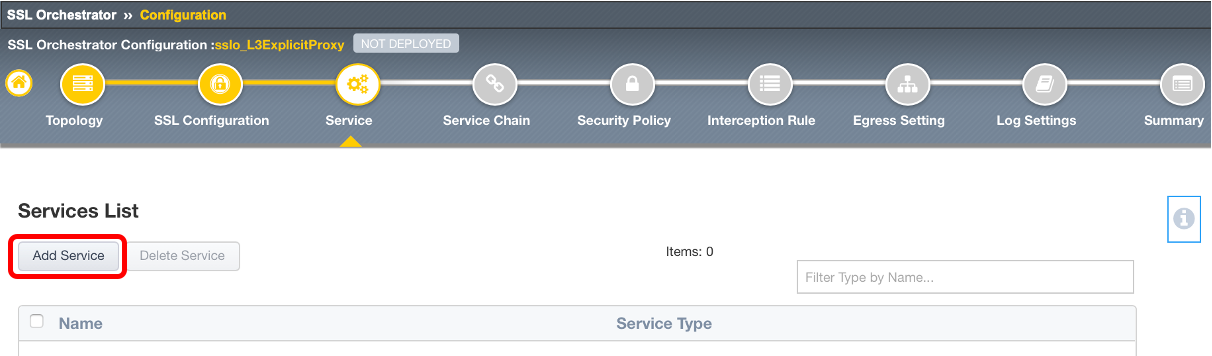 SSL Orchestrator ›› Configuration
SSL Orchestrator Configuration :sslo_L3ExplicitProxy NOT DEPLOYED
Topology SSL Configuration Service Service Chain Security Policy Interception Rule Egress Setting Log Settings Summary
Services List
Add Service Delete Service Items: 0
Filter Type by Name...
Name Service Type